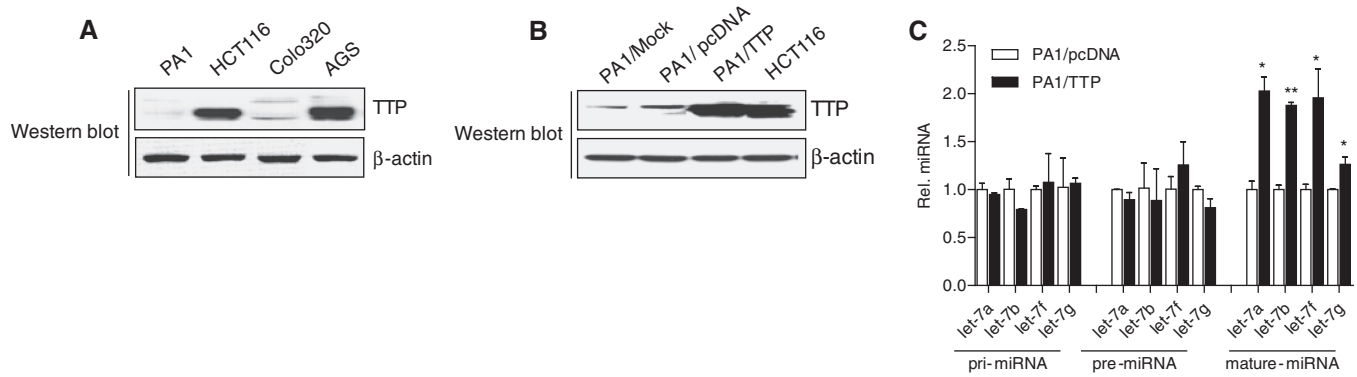 A
PA1 HCT116 Colo320 AGS
TTP
Western blot
β-actin
B
PA1/Mock PA1/pcDNA PA1/TTP HCT116
TTP
Western blot
β-actin
C
2.5
2.0
1.5
1.0
0.5
0.0
Rel. miRNA
PA1/pcDNA
PA1/TTP
* ** * *
let-7a let-7b let-7f let-7g let-7a let-7b let-7f let-7g let-7a let-7b let-7f let-7g
pri-miRNA pre-miRNA mature-miRNA